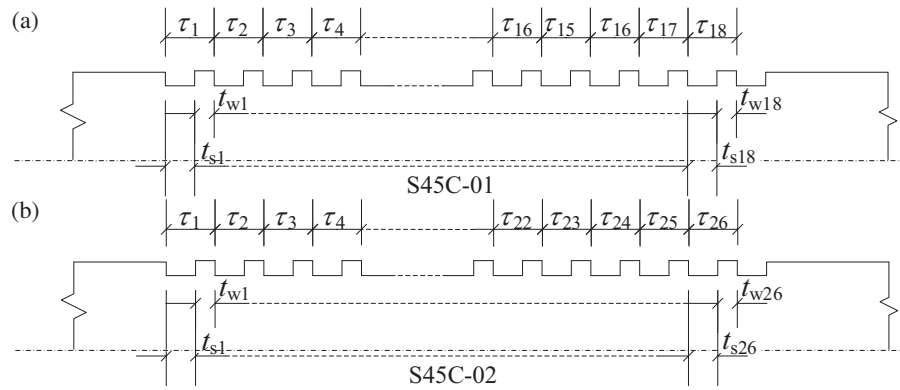 (a)
τ1 τ2 τ3 τ4 τ16 τ15 τ16 τ17 τ18
tw1 tw18
ts1 ts18
S45C-01
(b)
τ1 τ2 τ3 τ4 τ22 τ23 τ24 τ25 τ26
tw1 tw26
ts1 ts26
S45C-02